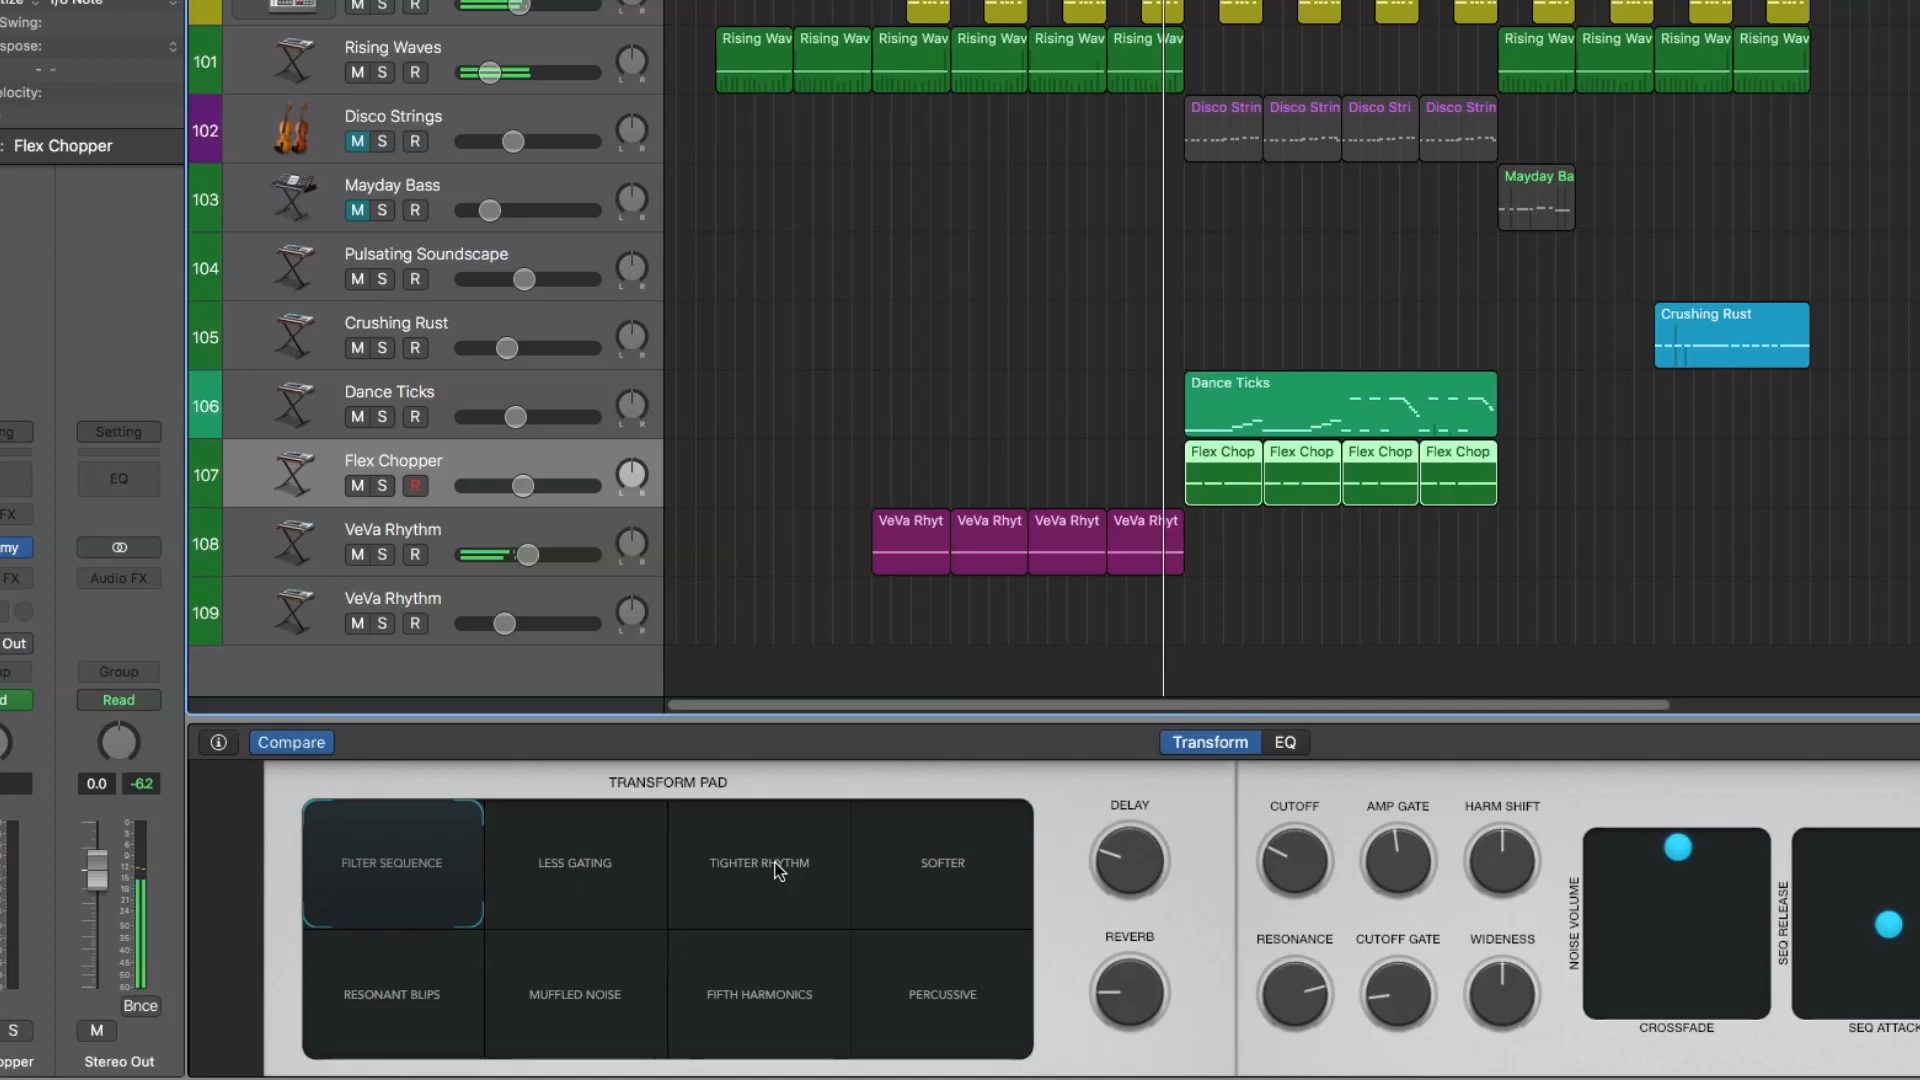 Swing:
spose:
- -
elocity:
: Flex Chopper
M S R
101 Rising Waves
M S R
Rising Wav Rising Wav Rising Wav Rising Wav Rising Wav Rising Wav Rising Wav Rising Wav Rising Wav Rising Wav
102 Disco Strings
M S R
Disco Strin Disco Strin Disco Stri Disco Strin
103 Mayday Bass
M S R
Mayday Ba
104 Pulsating Soundscape
M S R
105 Crushing Rust
M S R
Crushing Rust
106 Dance Ticks
M S R
Dance Ticks
107 Flex Chopper
M S R
Flex Chop Flex Chop Flex Chop Flex Chop
108 VeVa Rhythm
M S R
VeVa Rhyt VeVa Rhyt VeVa Rhyt VeVa Rhyt
109 VeVa Rhythm
M S R
ng Setting
EQ
FX
my
FX Audio FX
Out
Group
d Read
0.0 -6.2
Bnce
S M
opper Stereo Out
Compare
Transform EQ
TRANSFORM PAD
FILTER SEQUENCE LESS GATING TIGHTER RHYTHM SOFTER
RESONANT BLIPS MUFFLED NOISE FIFTH HARMONICS PERCUSSIVE
DELAY
REVERB
CUTOFF AMP GATE HARM SHIFT
RESONANCE CUTOFF GATE WIDENESS
NOISE VOLUME
CROSSFADE
SEQ RELEASE
SEQ ATTACK